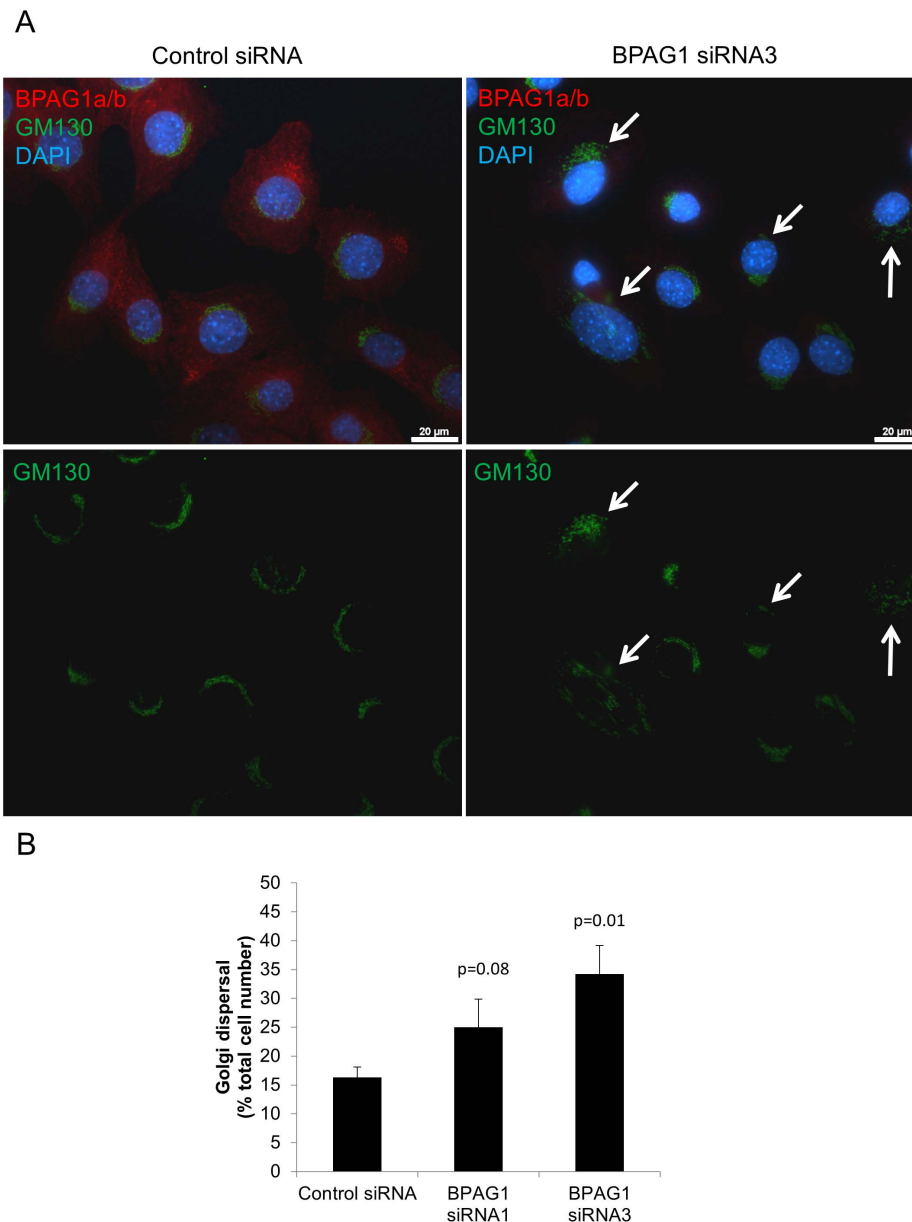 A
Control siRNA
BPAG1 siRNA3
BPAG1a/b
GM130
DAPI
20 µm
BPAG1a/b
GM130
DAPI
20 µm
GM130
GM130
B
Golgi dispersal
(% total cell number)
50
45
40
35
30
25
20
15
10
5
0
p=0.08
p=0.01
Control siRNA
BPAG1
siRNA1
BPAG1
siRNA3